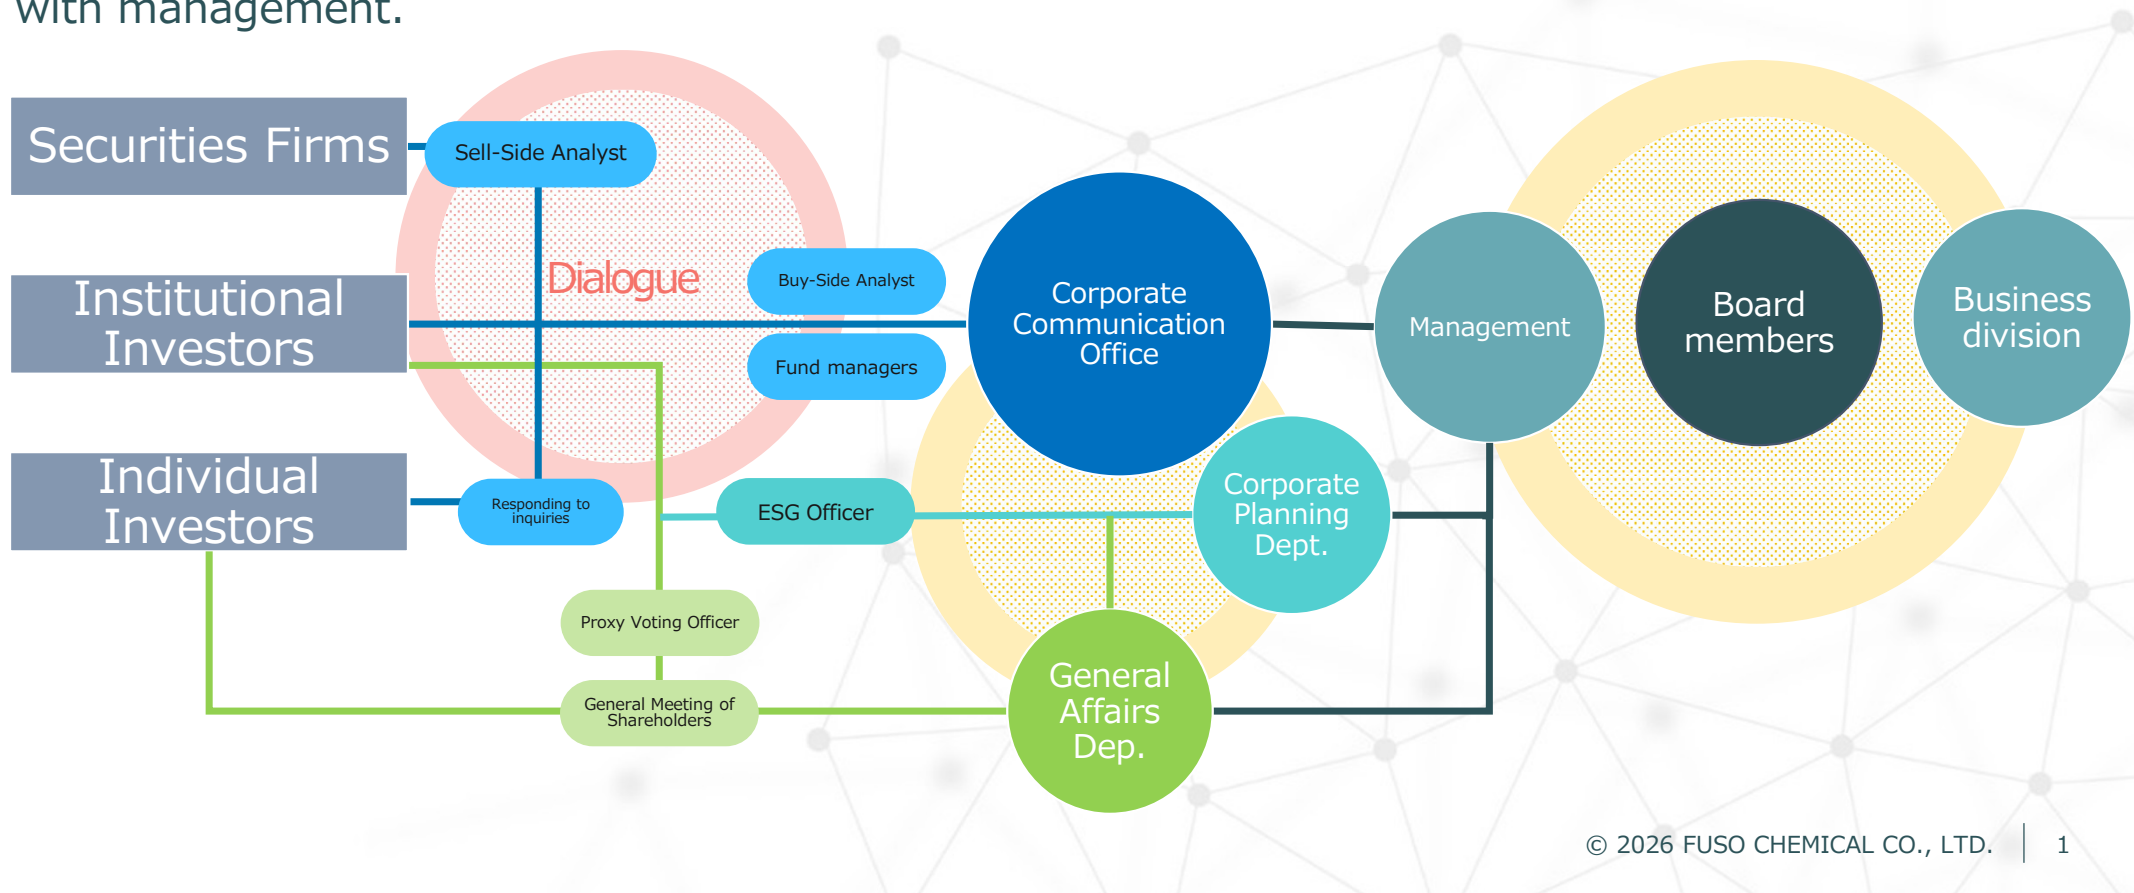 with management.
Securities Firms
Sell-Side Analyst
Dialogue
Institutional
Investors
Buy-Side Analyst
Fund managers
Individual
Investors
Responding to
inquiries
ESG Officer
Proxy Voting Officer
General Meeting of
Shareholders
Corporate
Communication
Office
Corporate
Planning
Dept.
General
Affairs
Dep.
Management
Board
members
Business
division
© 2026 FUSO CHEMICAL CO., LTD.
1